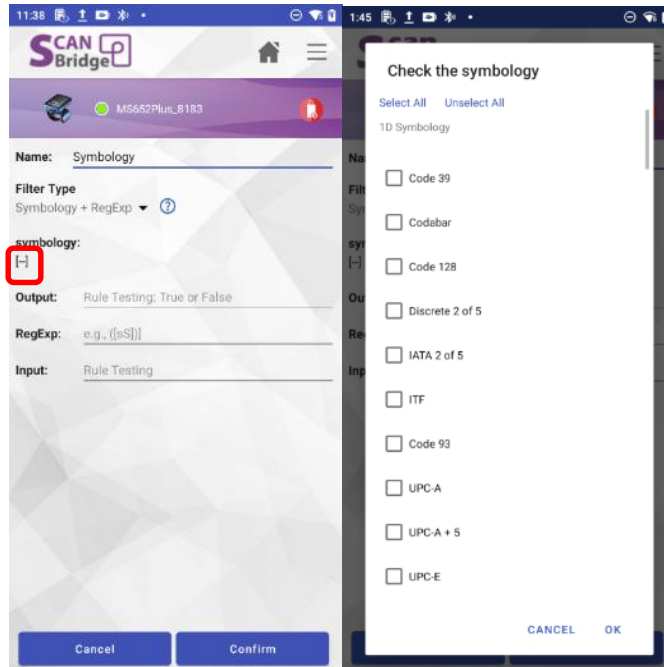 11:38
SCAN
Bridge
MS652Plus_8183
Name: Symbology
Filter Type
Symbology + RegExp
symbology:
[--]
Output: Rule Testing: True or False
RegExp: e.g., ([sS])]
Input: Rule Testing
Cancel Confirm
1:45
Check the symbology
Select All Unselect All
1D Symbology
Code 39
Codabar
Code 128
Discrete 2 of 5
IATA 2 of 5
ITF
Code 93
UPC-A
UPC-A + 5
UPC-E
CANCEL OK